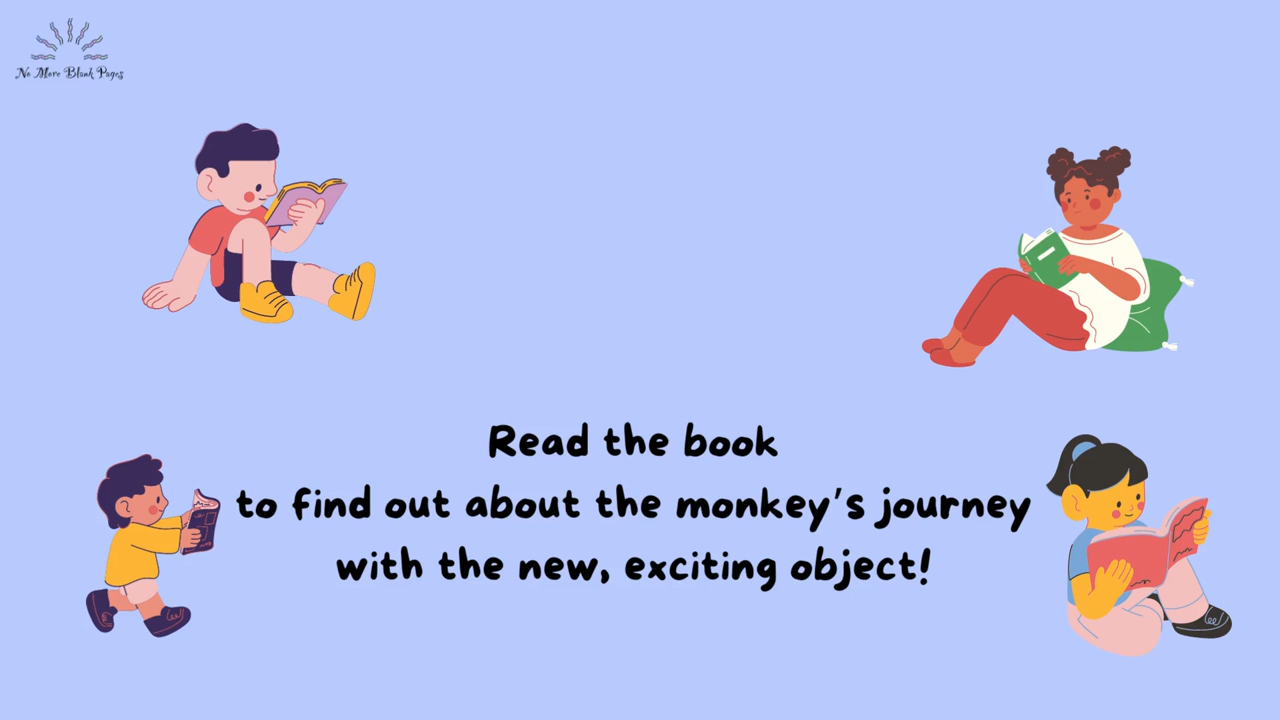 No More Blank Pages
Read the book
to find out about the monkey's journey
with the new, exciting object!